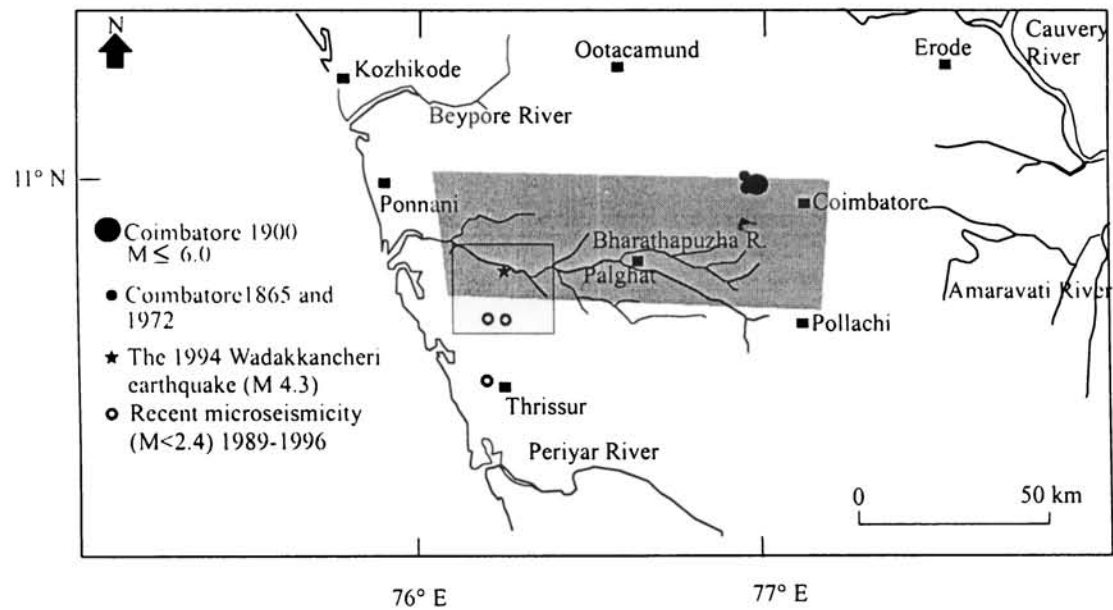 N
Kozhikode
Ootacamund
Erode
Cauvery
River
Beypore River
11° N
Ponnani
Coimbatore
Bharathapuzha R.
Palghat
Amaravati River
Pollachi
Thrissur
Periyar River
Coimbatore 1900
M ≤ 6.0
Coimbatore1865 and
1972
The 1994 Wadakkancheri
earthquake (M 4.3)
Recent microseismicity
(M<2.4) 1989-1996
0 50 km
76° E
77° E